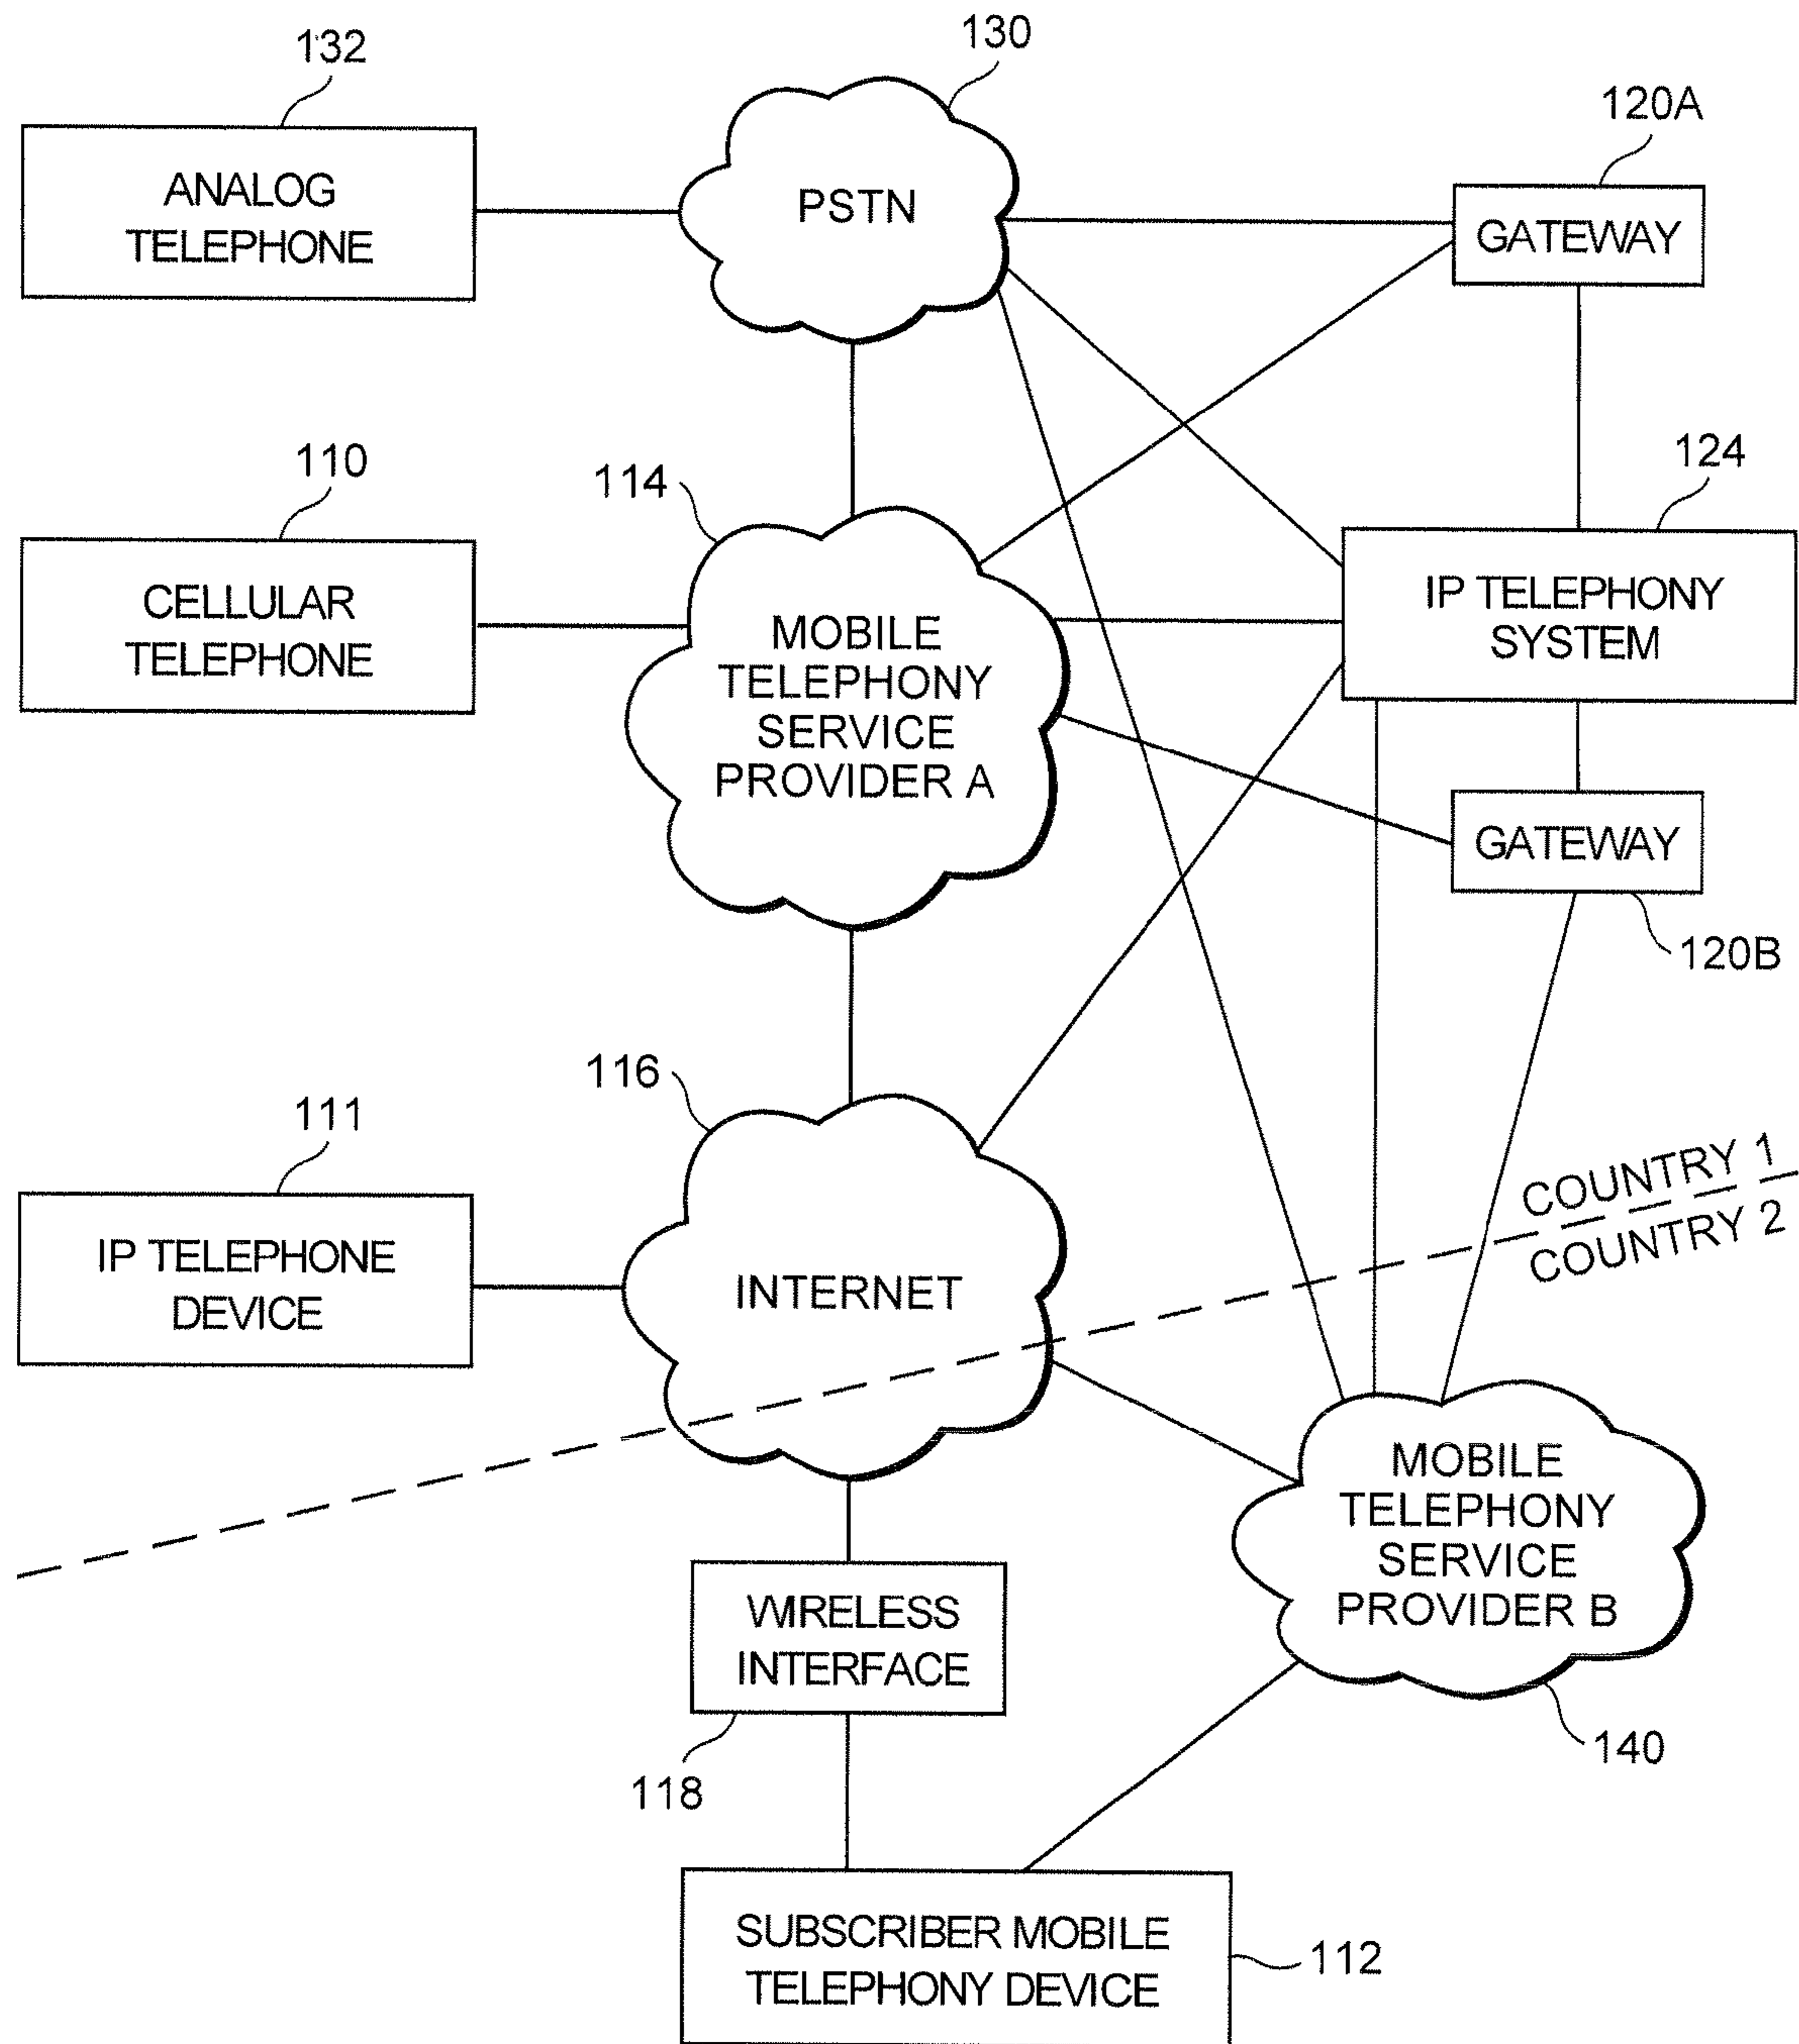 132
130
120A
ANALOG
TELEPHONE
PSTN
GATEWAY
110
114
124
CELLULAR
TELEPHONE
MOBILE
TELEPHONY
SERVICE
PROVIDER A
IP TELEPHONY
SYSTEM
GATEWAY
120B
116
111
COUNTRY 1
COUNTRY 2
IP TELEPHONE
DEVICE
INTERNET
MOBILE
TELEPHONY
SERVICE
PROVIDER B
WIRELESS
INTERFACE
118
140
SUBSCRIBER MOBILE
TELEPHONY DEVICE
112